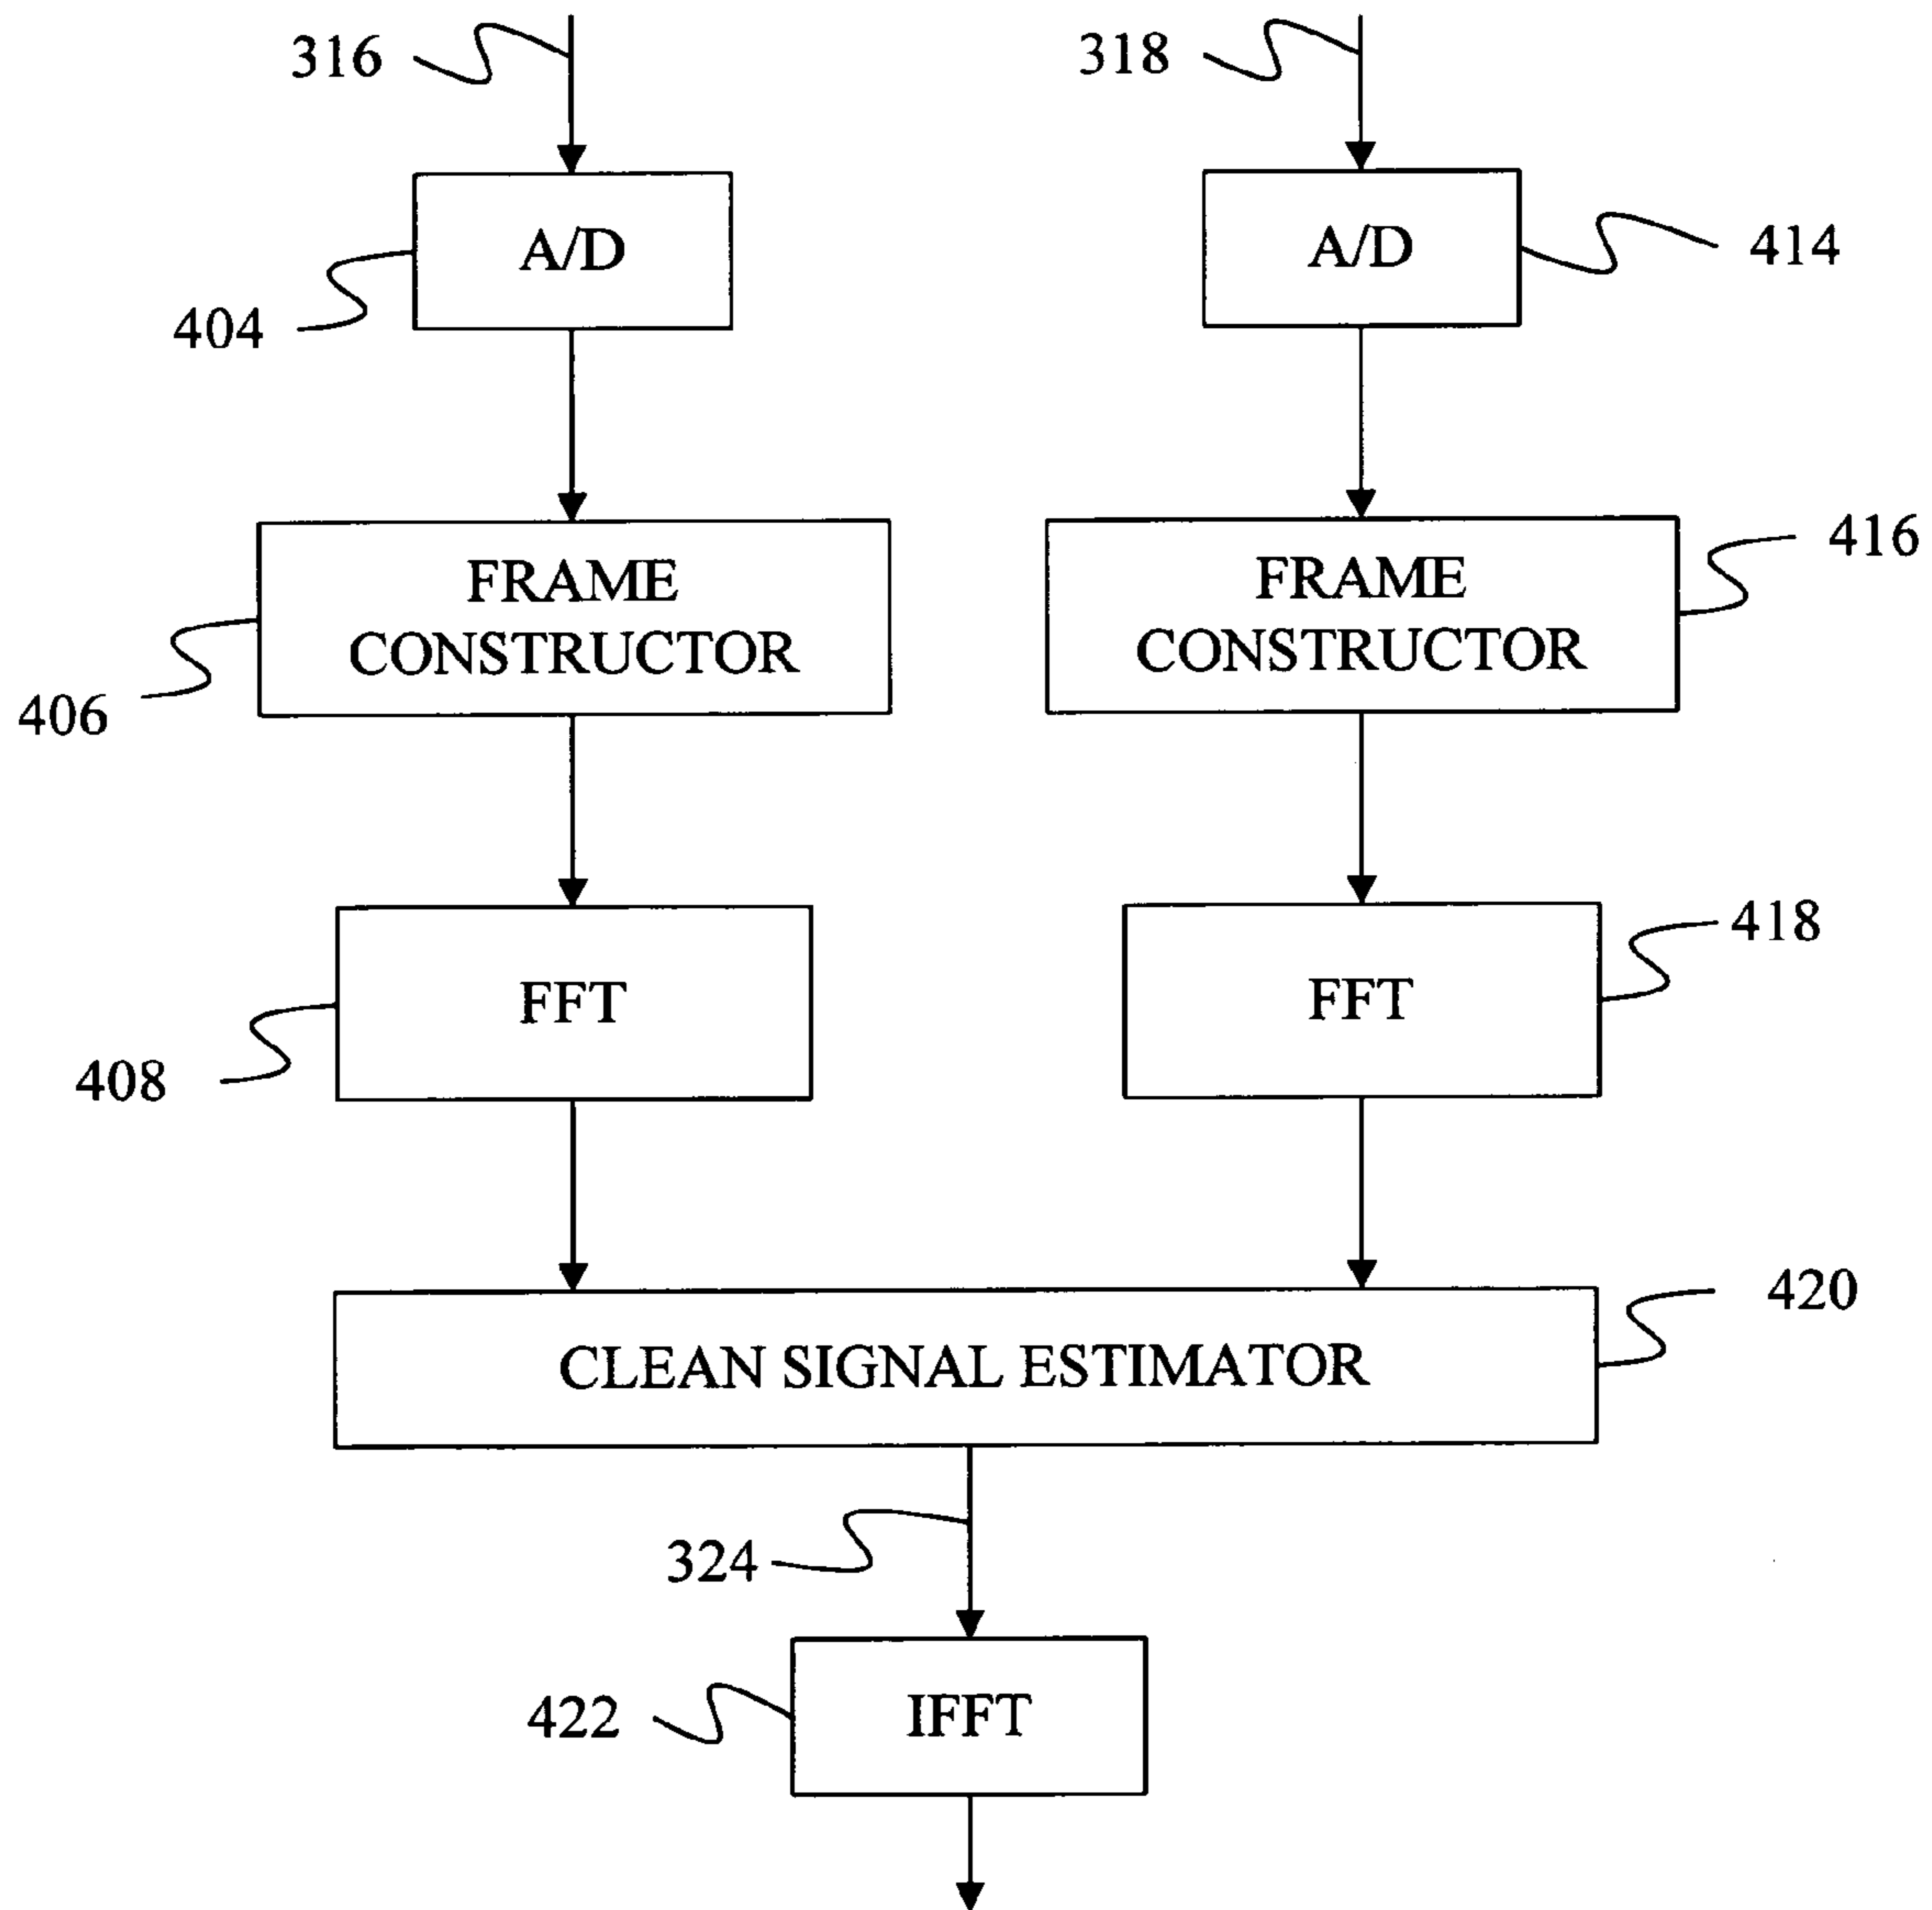 316
318
A/D
A/D
414
404
FRAME
CONSTRUCTOR
FRAME
CONSTRUCTOR
416
406
FFT
FFT
418
408
CLEAN SIGNAL ESTIMATOR
420
324
IFFT
422